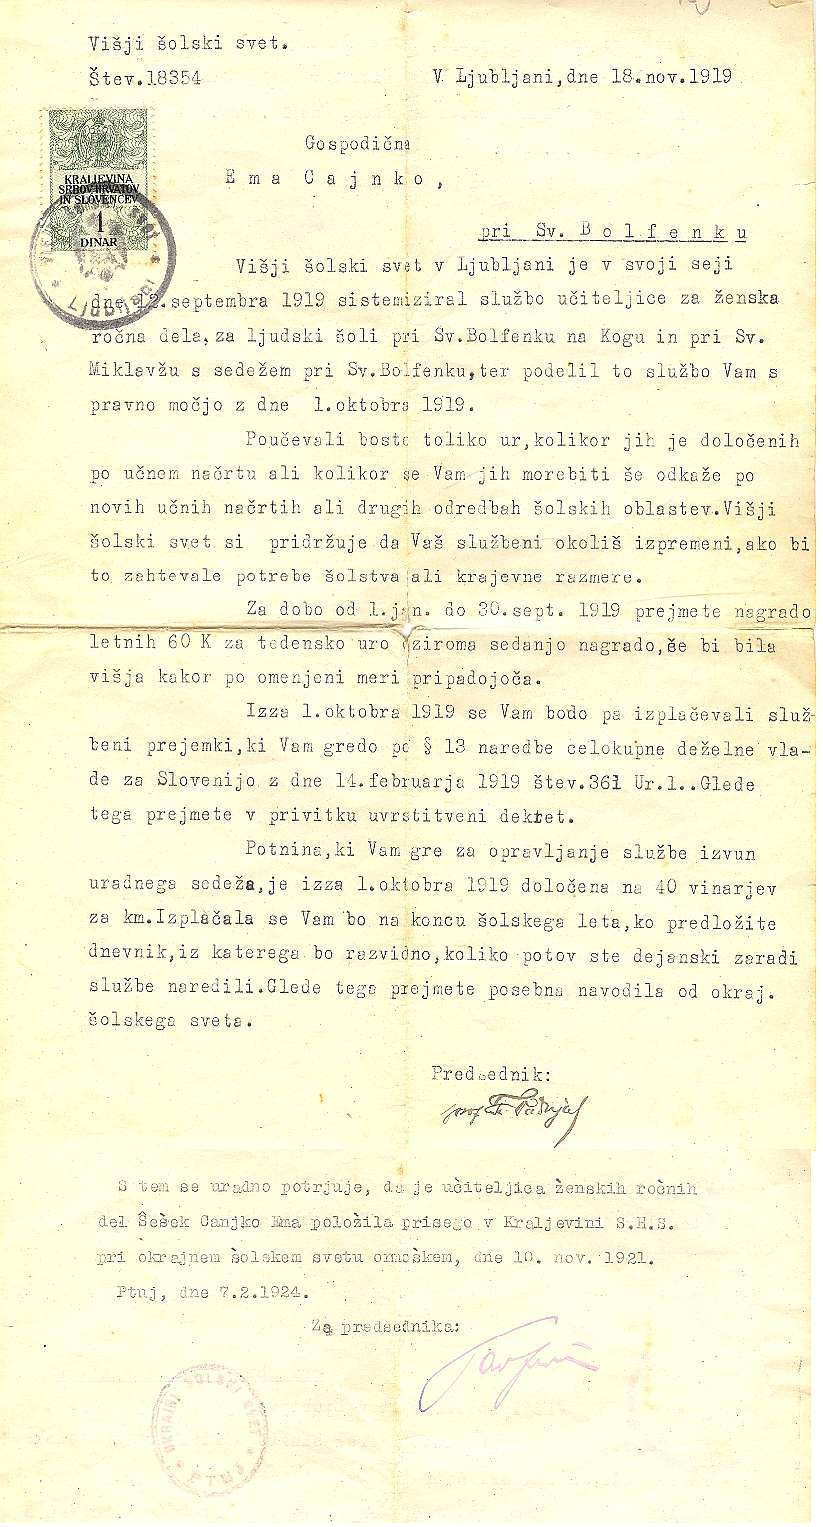 Višji šolski svet.
Štev.18354
V Ljubljani,dne 18.nov.1919
Gospodična
Ema Cajnko,
KRALJEVINA
SRBOV,HRVATOV
IN SLOVENCEV
1
DINAR
Ljubljani
pri Sv. Bolfenku
Višji šolski svet v Ljubljani je v svoji seji
dne 12.septembra 1919 sistemiziral službo učiteljice za ženska
ročna dela,za ljudski šoli pri Sv.Bolfenku na Kogu in pri Sv.
Miklavžu s sedežem pri Sv.Bolfenku,ter podelil to službo Vam s
pravno močjo z dne 1.oktobra 1919.
Poučevali boste toliko ur,kolikor jih je določenih
po učnem načrtu ali kolikor se Vam jih morebiti še odkaže po
novih učnih načrtih ali drugih odredbah šolskih oblastev.Višji
šolski svet si pridržuje da Vaš službeni okoliš izpremeni,ako bi
to zahtevale potrebe šolstva ali krajevne razmere.
Za dobo od 1.jan. do 30.sept. 1919 prejmete nagrado
letnih 60 K za tedensko uro oziroma sedanjo nagrado,še bi bila
višja kakor po omenjeni meri pripadojoča.
Izza 1.oktobra 1919 se Vam bodo pa izplačevali služ-
beni prejemki,ki Vam gredo po § 13 naredbe celokupne deželne vla-
de za Slovenijo z dne 14.februarja 1919 štev.361 Ur.l..Glede
tega prejmete v privitku uvrstitveni dekret.
Potnina,ki Vam gre za opravljanje službe izvun
uradnega sedeža,je izza 1.oktobra 1919 določena na 40 vinarjev
za km.Izplačala se Vam bo na koncu šolskega leta,ko predložite
dnevnik,iz katerega bo razvidno,koliko potov ste dejanski zaradi
službe naredili.Glede tega prejmete posebna navodila od okraj.
šolskega sveta.
Predsednik:
S tem se uradno potrjuje, da je učiteljica ženskih ročnih
del Šešek Canjko Ema položila prisego v Kraljevini S.H.S.
pri okrajnem šolskem svetu ormoškem, dne 10. nov. 1921.
Ptuj, dne 7.2.1924.
Za predsednika:
ŠOLSKI SVET
PTUJ